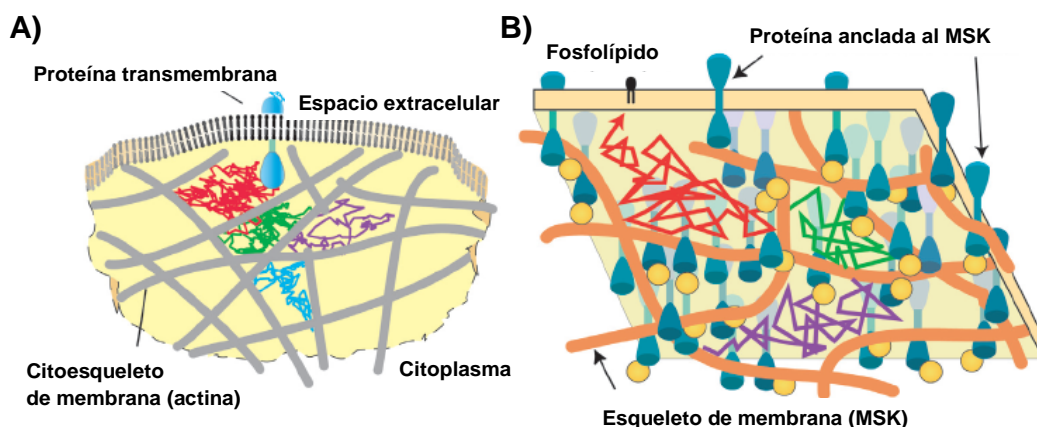 A)
Proteína transmembrana
Espacio extracelular
Citoesqueleto
de membrana (actina)
Citoplasma
B)
Proteína anclada al MSK
Fosfolípido
Esqueleto de membrana (MSK)